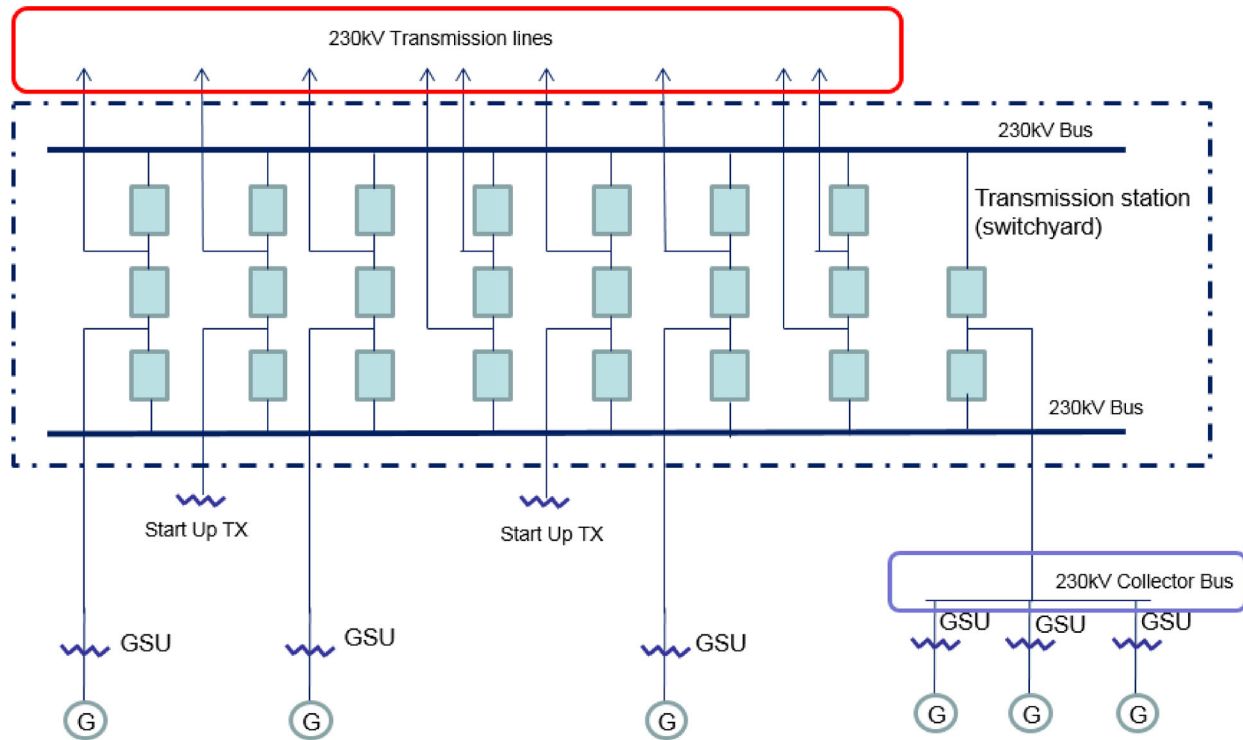 230kV Transmission lines
230kV Bus
Transmission station
(switchyard)
230kV Bus
Start Up TX
Start Up TX
230kV Collector Bus
GSU
GSU
GSU
GSU
GSU
GSU
G
G
G
G
G
G